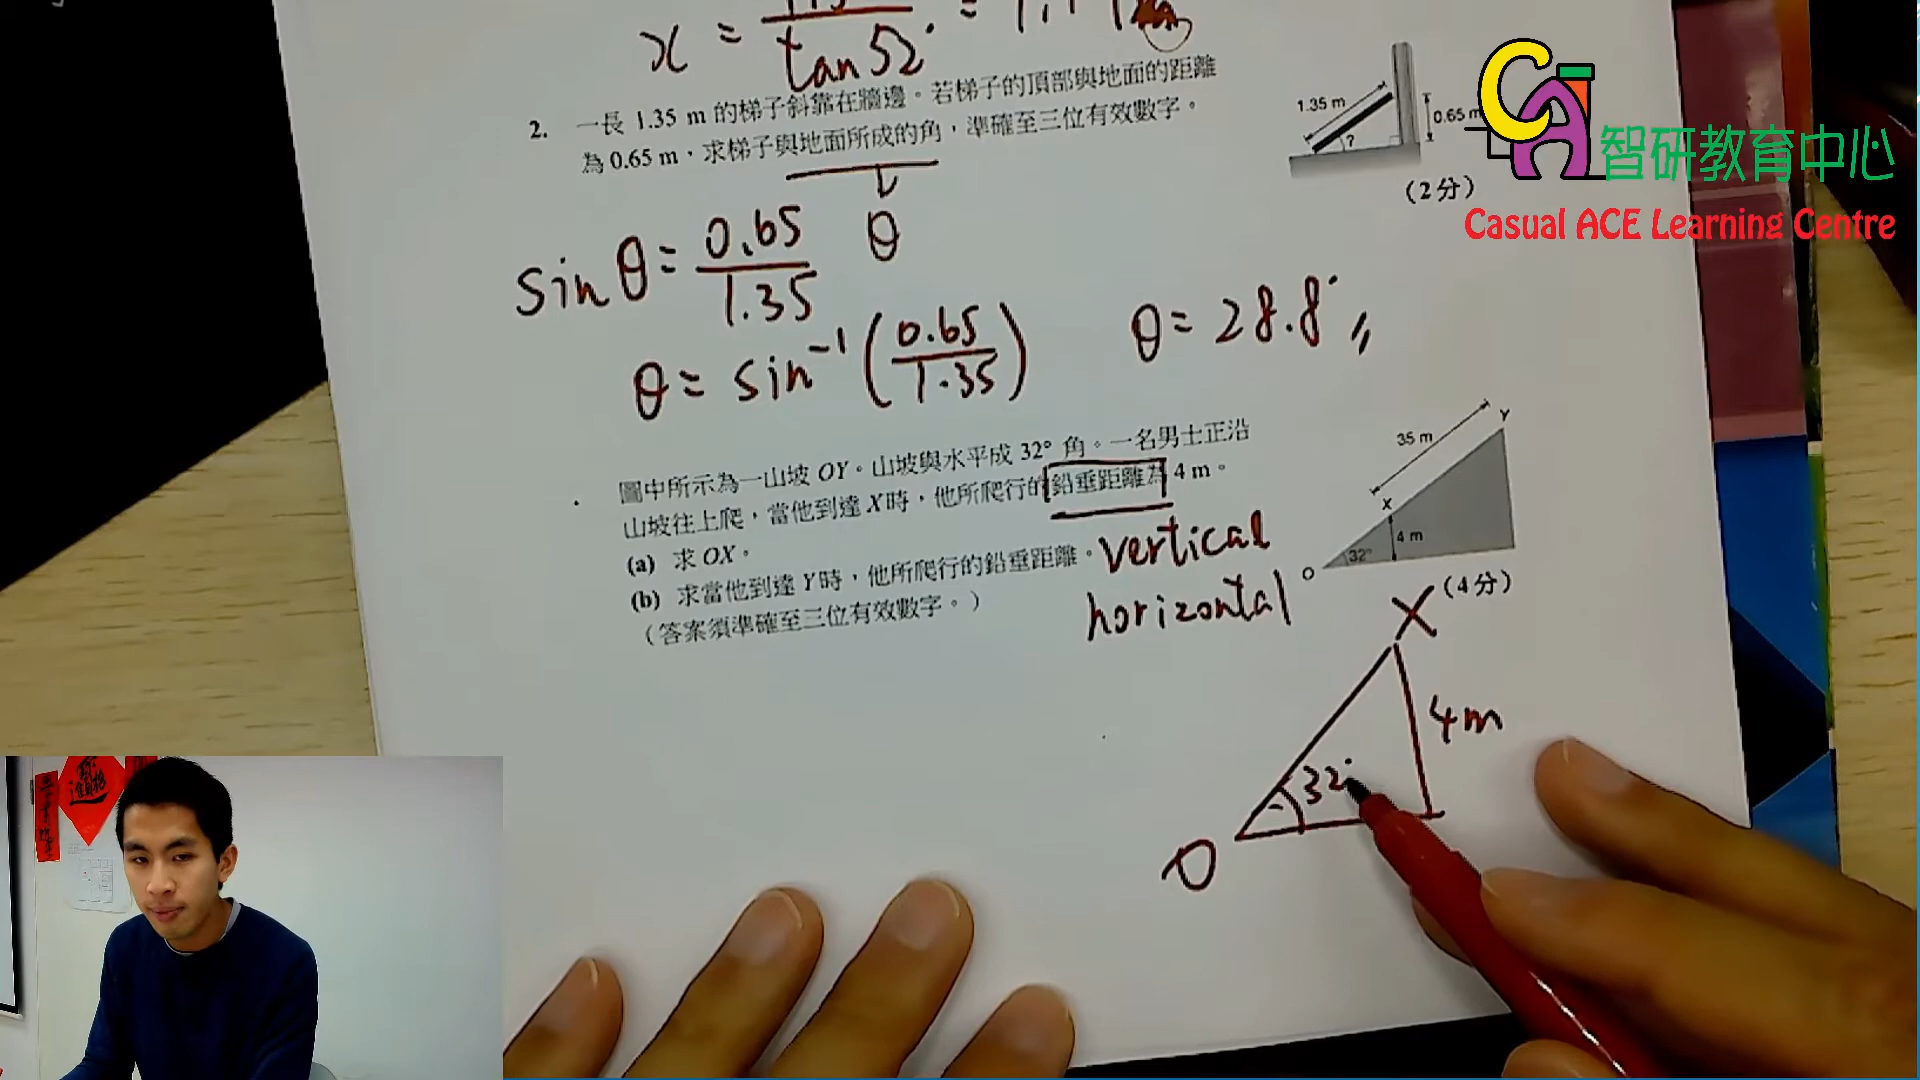 x = tan 52°
2. 一長 1.35 m 的梯子斜靠在牆邊。若梯子的頂部與地面的距離
為 0.65 m，求梯子與地面所成的角，準確至三位有效數字。
1.35 m
0.65 m
?
(2分)
智研教育中心
Casual ACE Learning Centre
θ
sin θ = 0.65 / 1.35
θ = sin⁻¹ (0.65 / 1.35)
θ = 28.8°
圖中所示為一山坡 OY。山坡與水平成 32° 角。一名男士正沿
山坡往上爬，當他到達 X 時，他所爬行的鉛垂距離為 4 m。
(a) 求 OX。
(b) 求當他到達 Y 時，他所爬行的鉛垂距離。
（答案須準確至三位有效數字。）
35 m
Y
X
4 m
32°
O
(4分)
vertical
horizontal
X
4m
32°
O